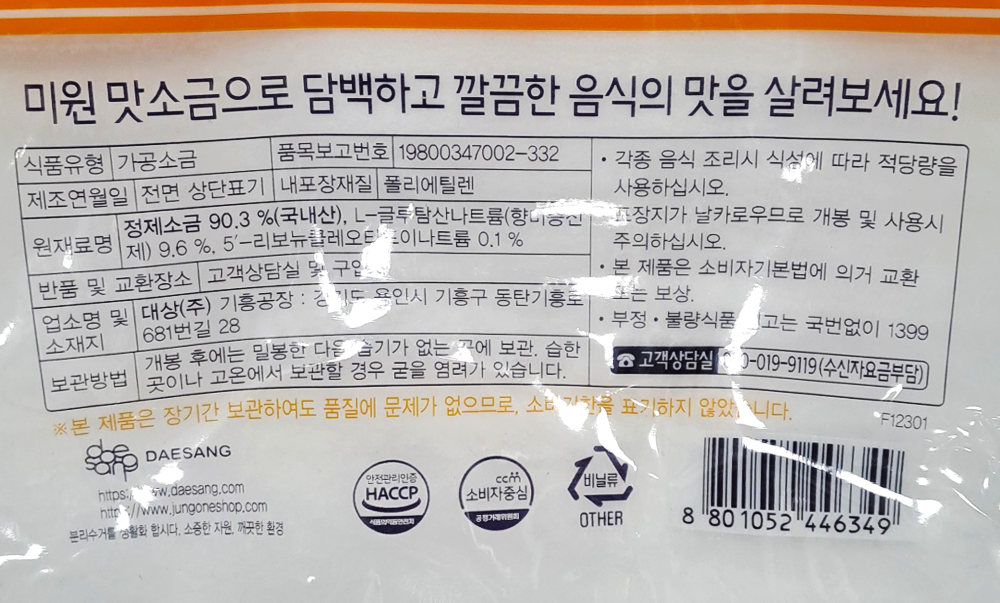 미원 맛소금으로 담백하고 깔끔한 음식의 맛을 살려보세요!
식품유형 가공소금 품목보고번호 19800347002-332
제조연월일 전면 상단표기 내포장재질 폴리에틸렌
원재료명 정제소금 90.3 %(국내산), L-글루탐산나트륨(향미증진
제) 9.6 %, 5'-리보뉴클레오티드이나트륨 0.1 %
반품 및 교환장소 고객상담실 및
업소명 및 소재지 대상(주) 기흥공장 : 경기도 용인시 기흥구 동탄기흥로
681번길 28
보관방법 개봉 후에는 밀봉한 다음 습기가 없는 곳에 보관. 습한
곳이나 고온에서 보관할 경우 굳을 염려가 있습니다.
• 각종 음식 조리시 식성에 따라 적당량을
사용하십시오.
포장지가 날카로우므로 개봉 및 사용시
주의하십시오.
• 본 제품은 소비자기본법에 의거 교환
또는 보상.
• 부정 • 불량식품 신고는 국번없이 1399
☎ 고객상담실 080-019-9119(수신자요금부담)
※본 제품은 장기간 보관하여도 품질에 문제가 없으므로, 소비기한을 표기하지 않았습니다.
F12301
daesang DAESANG
https://www.daesang.com
http://www.jungoneshop.com
분리수거를 생활화 합시다. 소중한 자원, 깨끗한 환경
안전관리인증
HACCP
식품의약품안전처
ccm
소비자중심
공정거래위원회
비닐류
OTHER
8 801052 446349